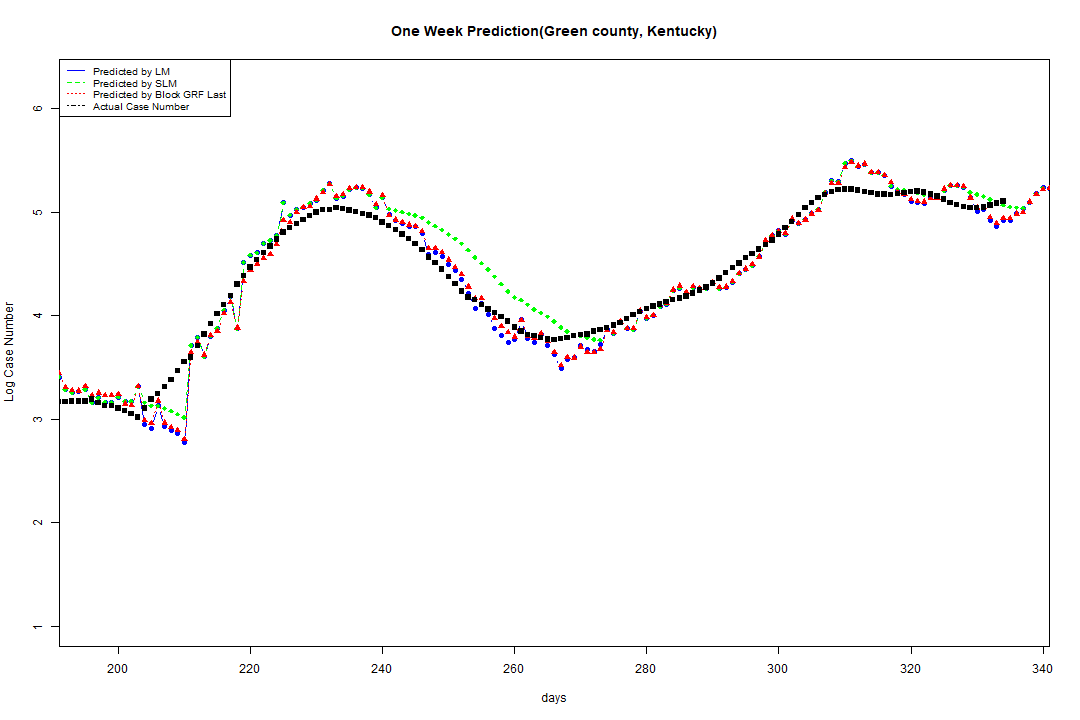 One Week Prediction(Green county, Kentucky)
Predicted by LM
Predicted by SLM
Predicted by Block GRF Last
Actual Case Number
Log Case Number
6
5
4
3
2
1
200 220 240 260 280 300 320 340
days